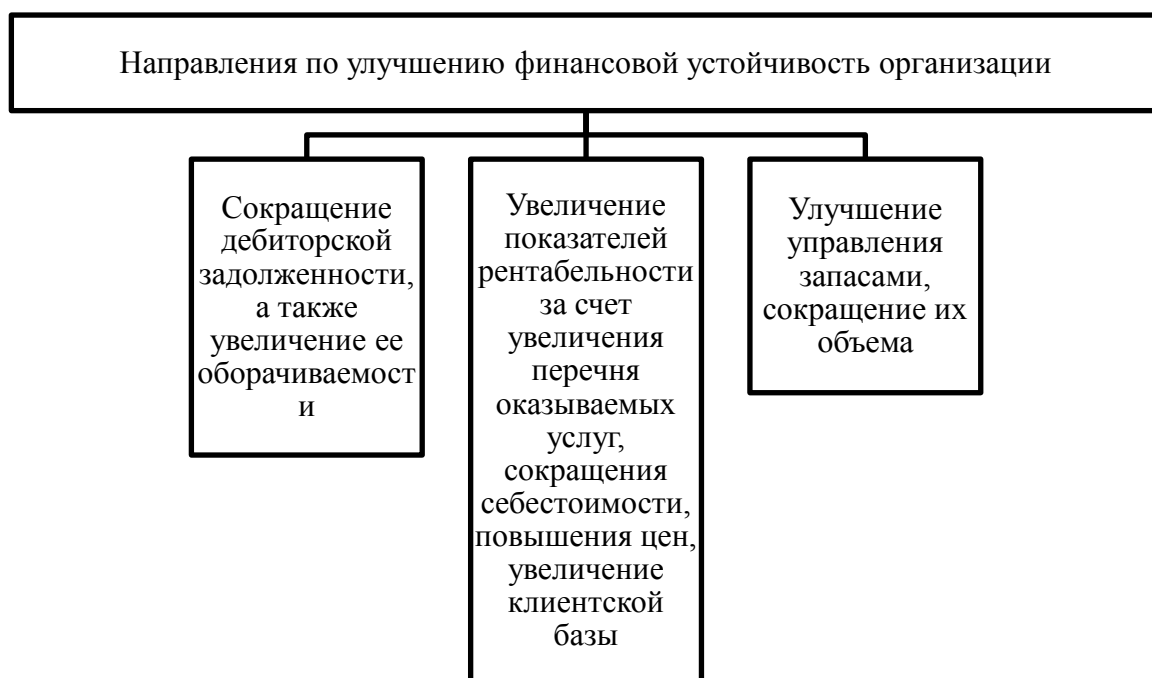 Направления по улучшению финансовой устойчивость организации
Сокращение
дебиторской
задолженности,
а также
увеличение ее
оборачиваемост
и
Увеличение
показателей
рентабельности
за счет
увеличения
перечня
оказываемых
услуг,
сокращения
себестоимости,
повышения цен,
увеличение
клиентской
базы
Улучшение
управления
запасами,
сокращение их
объема